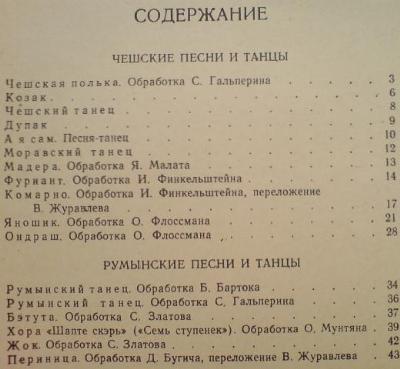 СОДЕРЖАНИЕ
ЧЕШСКИЕ ПЕСНИ И ТАНЦЫ
Чешская полька. Обработка С. Гальперина . . . . . . 3
Козак . . . . . . 6
Чешский танец . . . . . . 8
Дупак . . . . . . 9
А я сам. Песня-танец . . . . . . 10
Моравский танец . . . . . . 12
Мадера. Обработка Я. Малата . . . . . . 13
Фуриант. Обработка И. Финкельштейна . . . . . . 14
Комарно. Обработка И. Финкельштейна, переложение
В. Журавлева . . . . . . 17
Яношик. Обработка О. Флоссмана . . . . . . 21
Ондраш. Обработка О. Флоссмана . . . . . . 28
РУМЫНСКИЕ ПЕСНИ И ТАНЦЫ
Румынский танец. Обработка Б. Бартока . . . . . . 34
Румынский танец. Обработка С. Гальперина . . . . . . 36
Бэтута. Обработка С. Златова . . . . . . 37
Хора «Шапте скэрь» («Семь ступенек»). Обработка О. Мунтяна . 39
Жок. Обработка С. Златова . . . . . . 42
Периница. Обработка Д. Бугича, переложение В. Журавлева . 43